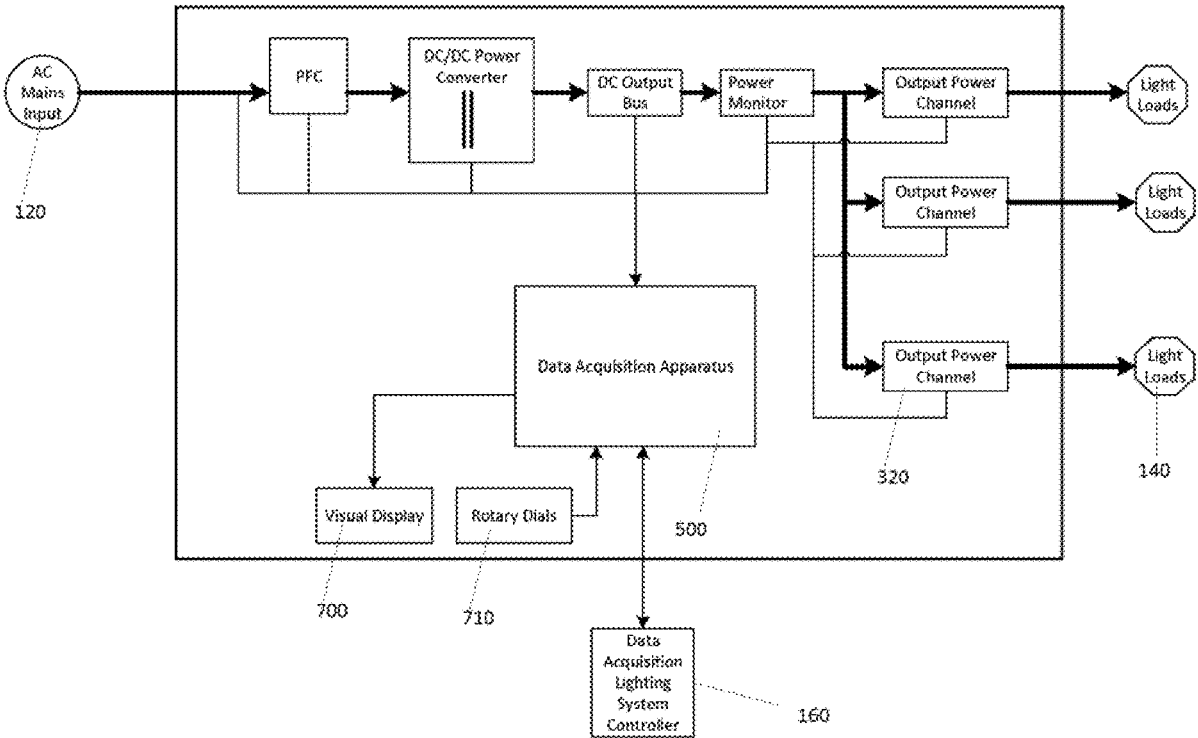 AC
Mains
Input
120
PFC
DC/DC Power
Converter
DC Output
Bus
Power
Monitor
Output Power
Channel
Light
Loads
Output Power
Channel
Light
Loads
Output Power
Channel
320
Light
Loads
140
Data Acquisition Apparatus
500
Visual Display
700
Rotary Dials
710
Data
Acquisition
Lighting
System
Controller
160